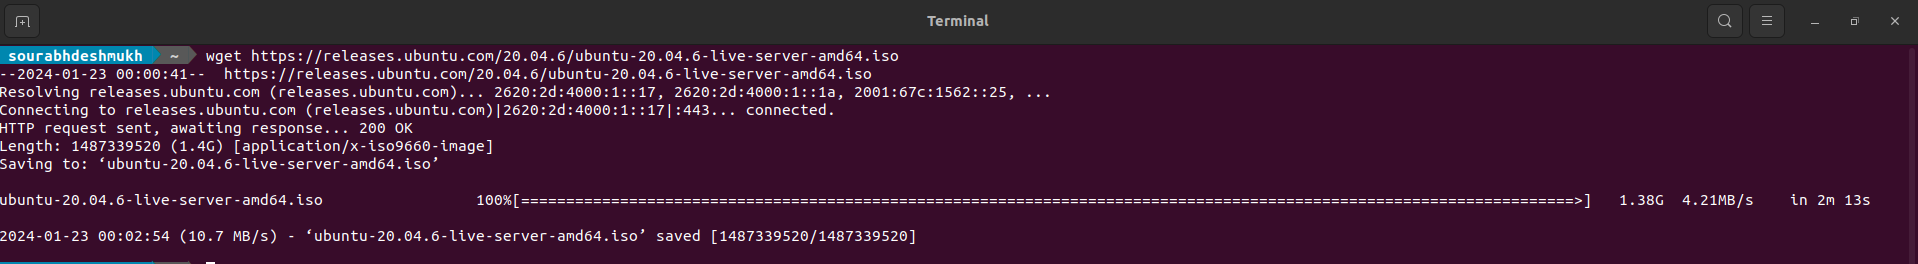 Terminal
sourabhdeshmukh ~ wget https://releases.ubuntu.com/20.04.6/ubuntu-20.04.6-live-server-amd64.iso
--2024-01-23 00:00:41-- https://releases.ubuntu.com/20.04.6/ubuntu-20.04.6-live-server-amd64.iso
Resolving releases.ubuntu.com (releases.ubuntu.com)... 2620:2d:4000:1::17, 2620:2d:4000:1::1a, 2001:67c:1562::25, ...
Connecting to releases.ubuntu.com (releases.ubuntu.com)|2620:2d:4000:1::17|:443... connected.
HTTP request sent, awaiting response... 200 OK
Length: 1487339520 (1.4G) [application/x-iso9660-image]
Saving to: ‘ubuntu-20.04.6-live-server-amd64.iso’
ubuntu-20.04.6-live-server-amd64.iso 100%[=====================================================================================================================>] 1.38G 4.21MB/s in 2m 13s
2024-01-23 00:02:54 (10.7 MB/s) - ‘ubuntu-20.04.6-live-server-amd64.iso’ saved [1487339520/1487339520]